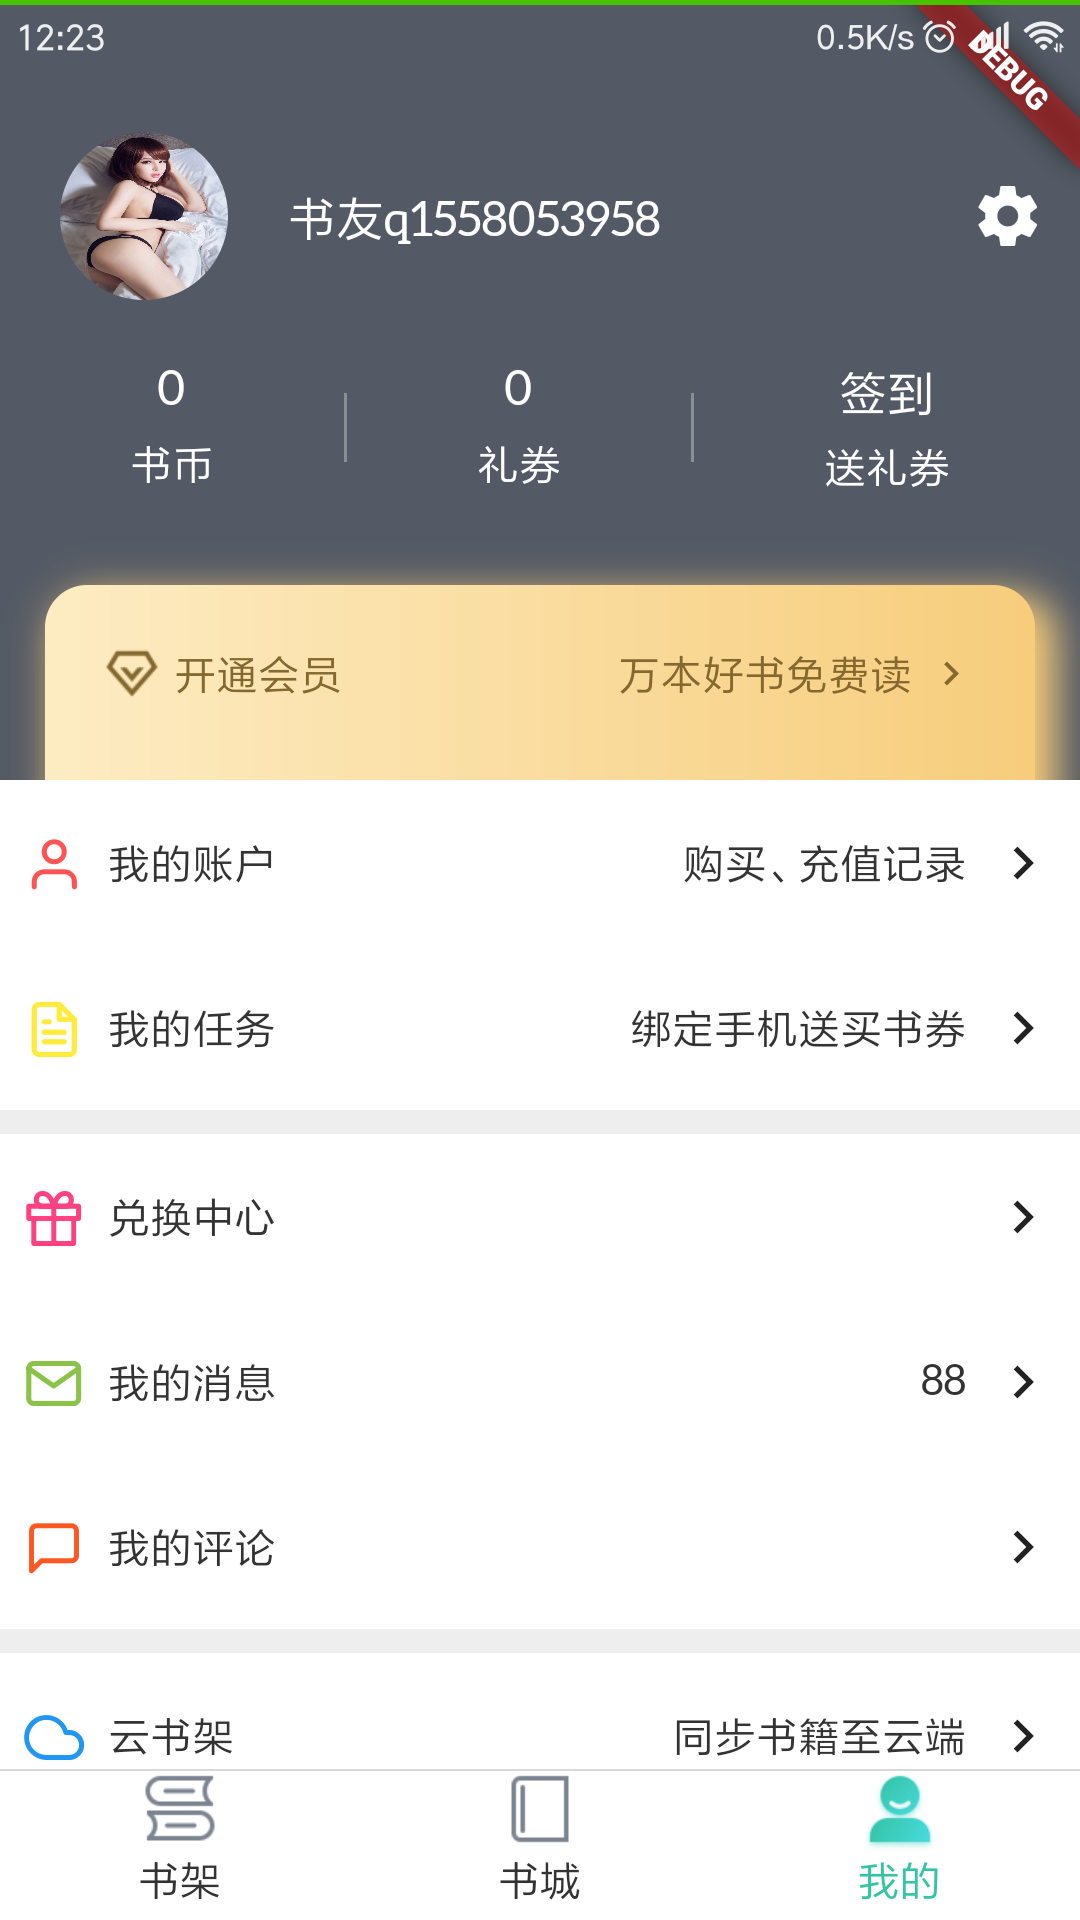 12:23
0.5K/s
DEBUG
书友q1558053958
0
0
签到
书币
礼券
送礼券
开通会员
万本好书免费读
我的账户
购买、充值记录
我的任务
绑定手机送买书券
兑换中心
我的消息
88
我的评论
云书架
同步书籍至云端
书架
书城
我的